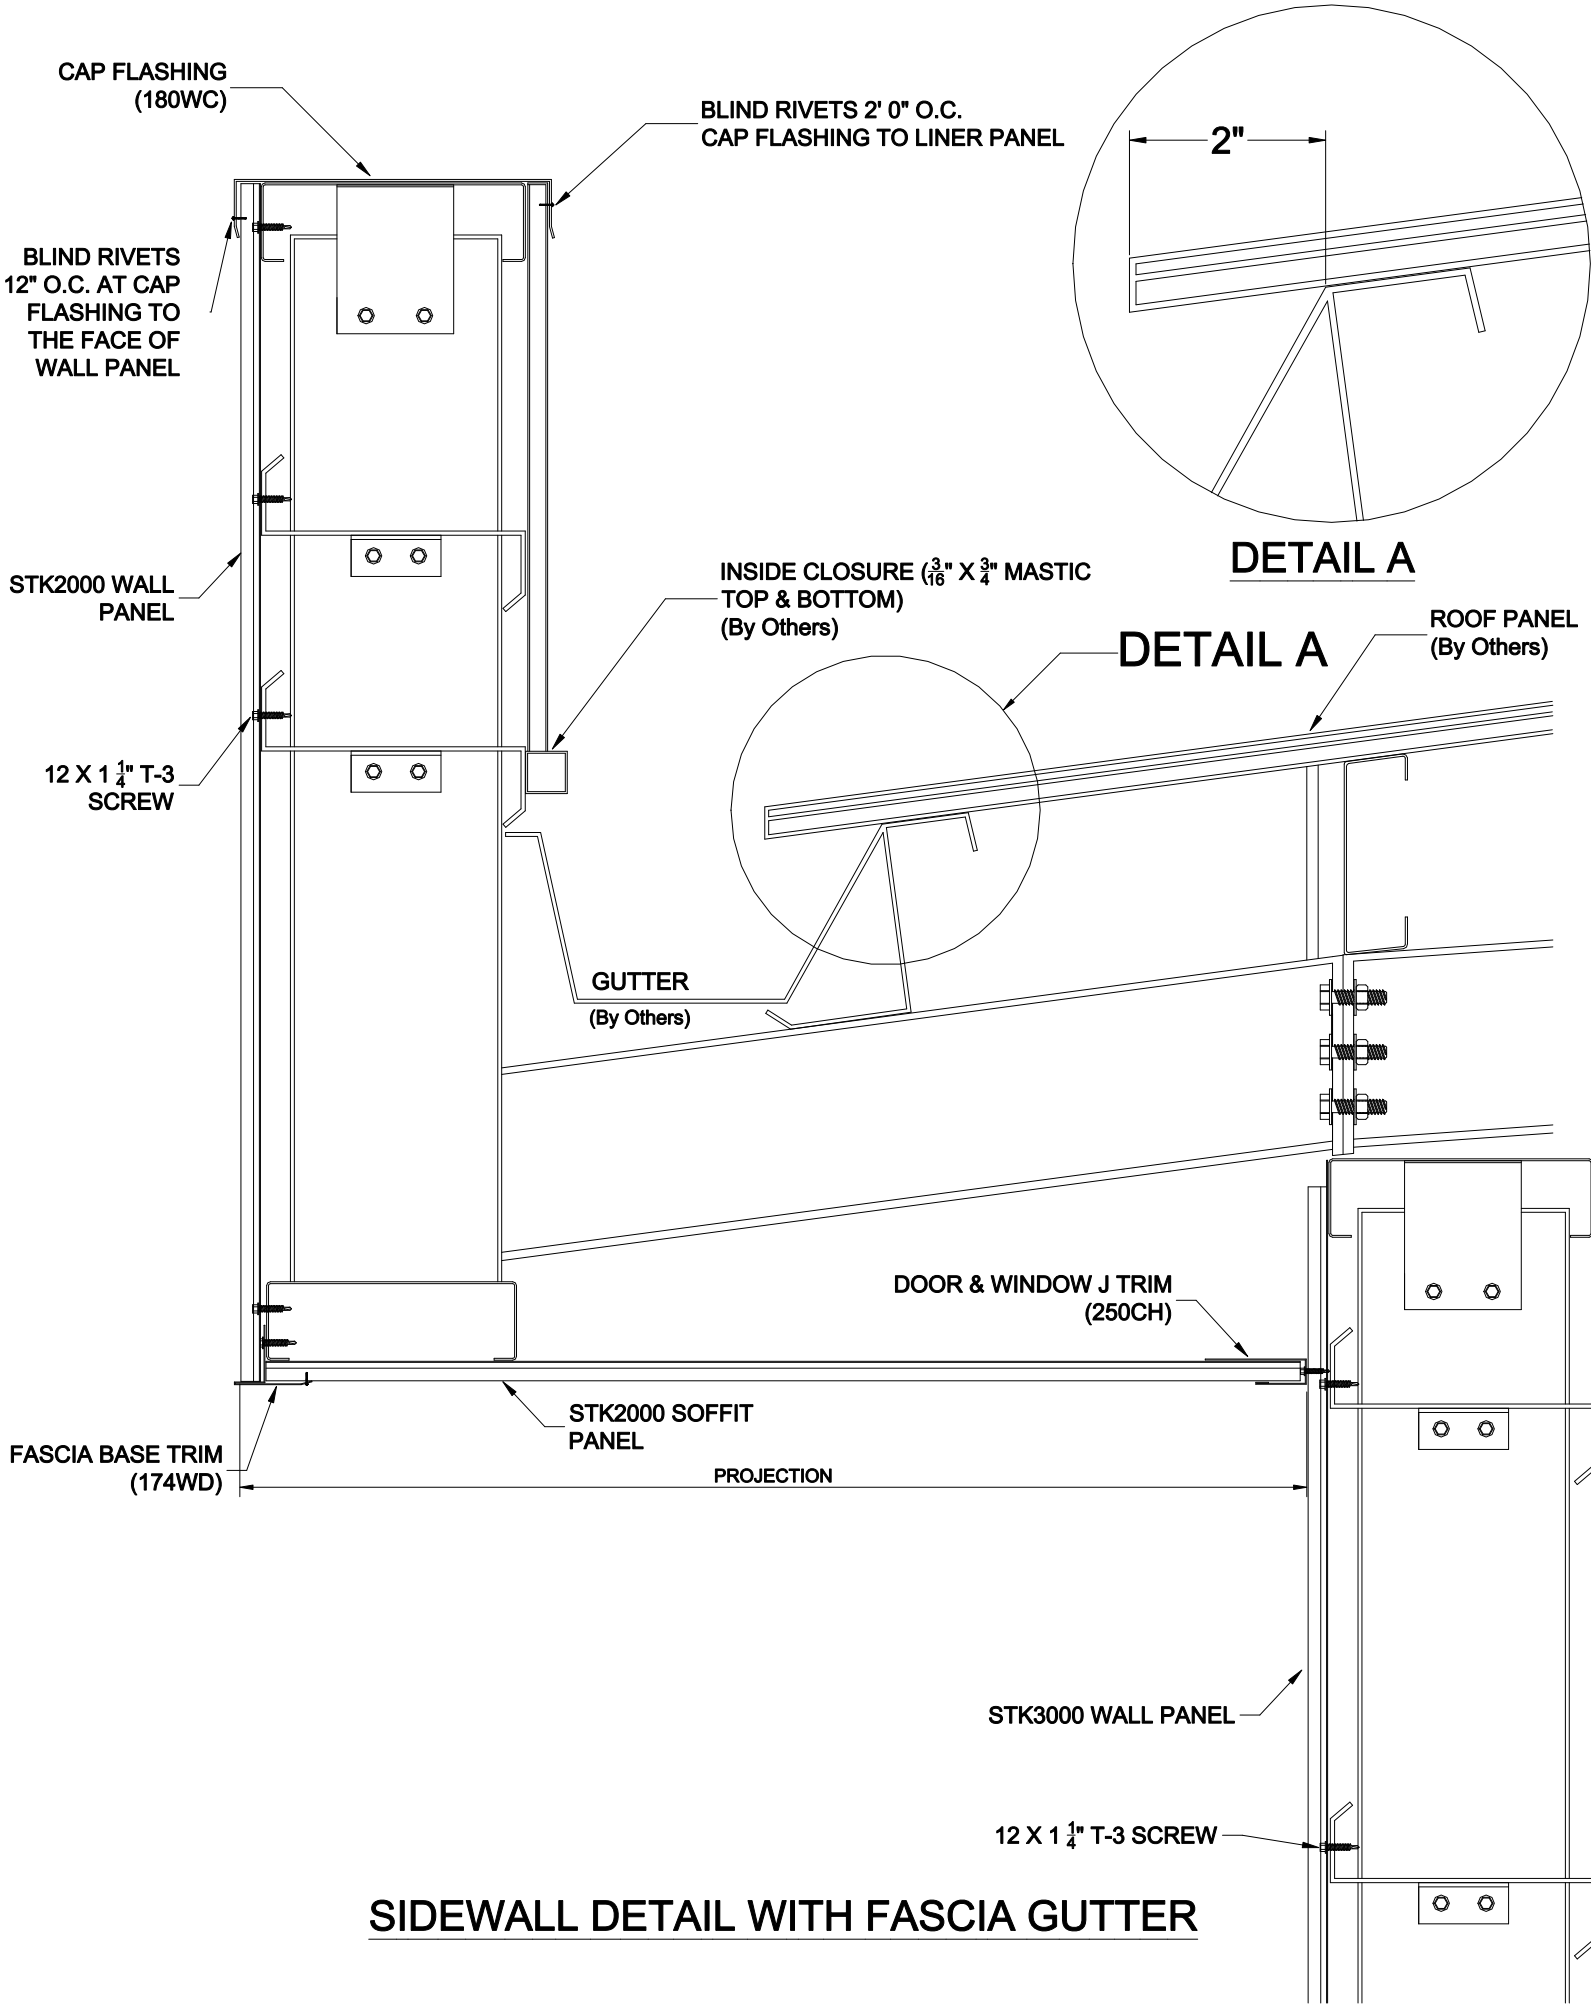 CAP FLASHING
(180WC)
BLIND RIVETS 2' 0" O.C.
CAP FLASHING TO LINER PANEL
2"
BLIND RIVETS
12" O.C. AT CAP
FLASHING TO
THE FACE OF
WALL PANEL
DETAIL A
STK2000 WALL
PANEL
INSIDE CLOSURE (3/16" X 3/4" MASTIC
TOP & BOTTOM)
(By Others)
DETAIL A
ROOF PANEL
(By Others)
12 X 1 1/4" T-3
SCREW
GUTTER
(By Others)
DOOR & WINDOW J TRIM
(250CH)
STK2000 SOFFIT
PANEL
FASCIA BASE TRIM
(174WD)
PROJECTION
STK3000 WALL PANEL
12 X 1 1/4" T-3 SCREW
SIDEWALL DETAIL WITH FASCIA GUTTER